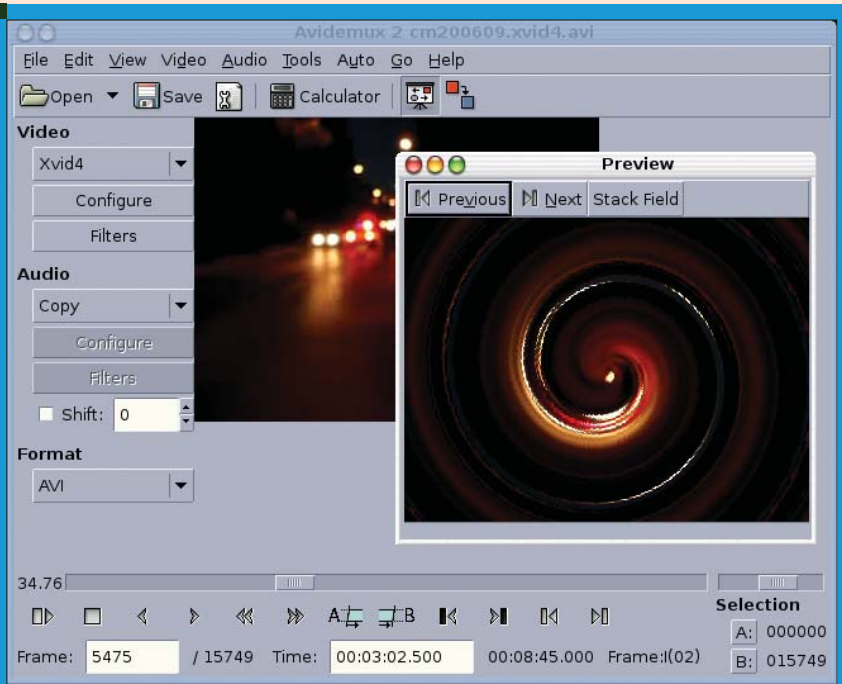 Avidemux 2 cm200609.xvid4.avi
File Edit View Video Audio Tools Auto Go Help
Open Save Calculator
Video
Xvid4
Configure
Filters
Audio
Copy
Configure
Filters
Shift: 0
Format
AVI
Preview
Previous Next Stack Field
34.76
A B
Selection
A: 000000
Frame: 5475 / 15749 Time: 00:03:02.500 00:08:45.000 Frame:I(02)
B: 015749